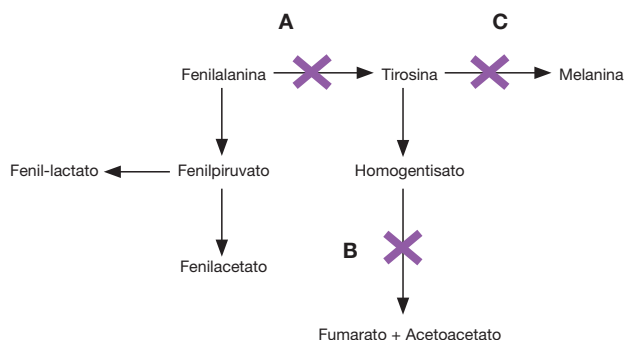 A C
Fenilalanina Tirosina Melanina
Fenil-lactato Fenilpiruvato Homogentisato
B
Fenilacetato
Fumarato + Acetoacetato